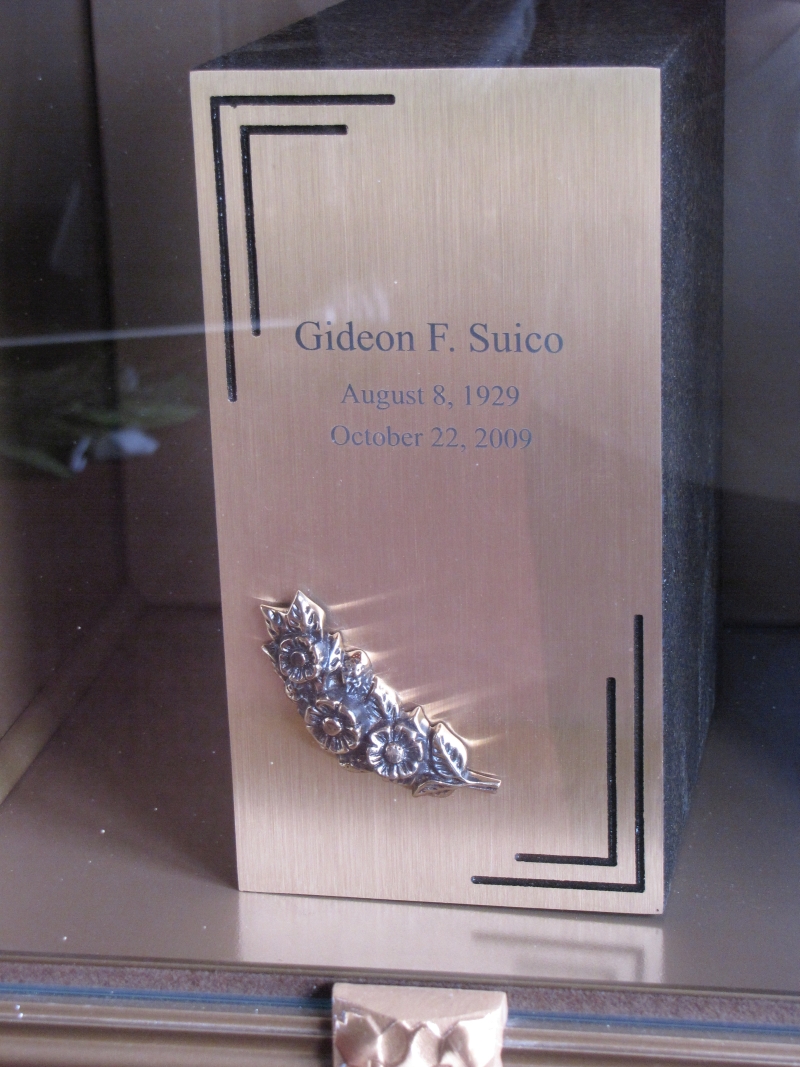 Gideon F. Suico
August 8, 1929
October 22, 2009